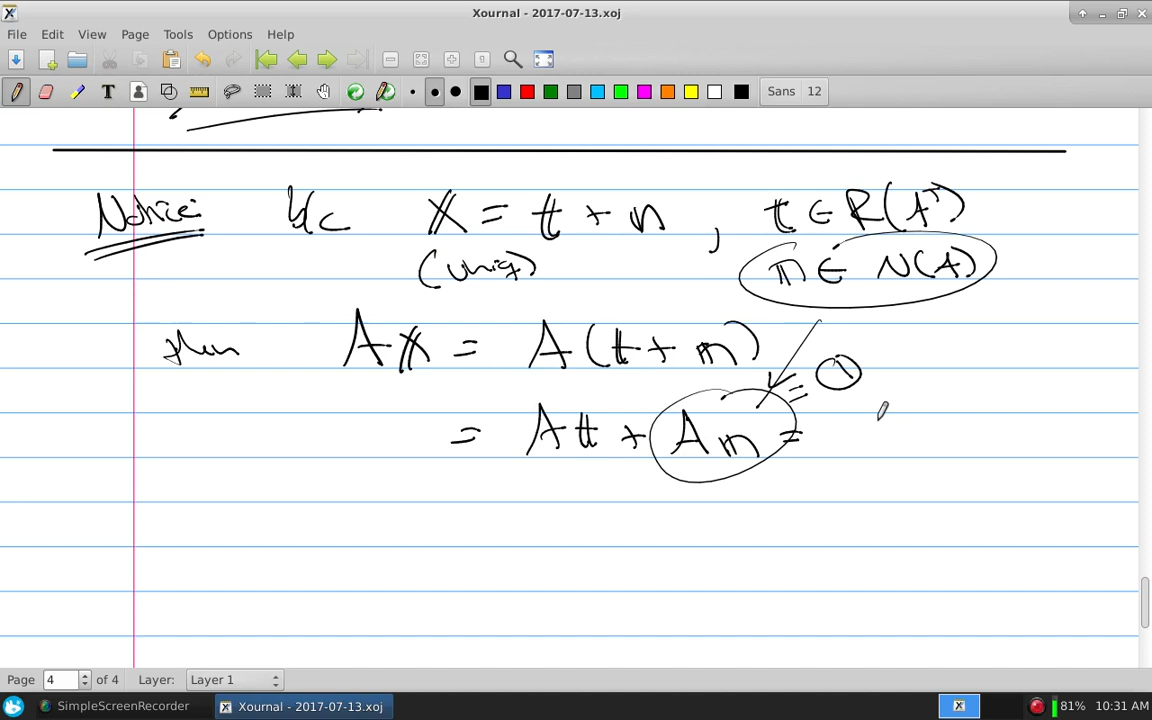 Xournal - 2017-07-13.xoj
File Edit View Page Tools Options Help
Sans 12
Notice: b/c 𝕩 = 𝕥 + 𝕟 , 𝕥 ∈ R(Aᵀ)
(uniq) 𝕟 ∈ N(A)
then A𝕩 = A(𝕥 + 𝕟)
= 0
= A𝕥 + A𝕟 =
Page 4 of 4 Layer: Layer 1
SimpleScreenRecorder Xournal - 2017-07-13.xoj 81% 10:31 AM